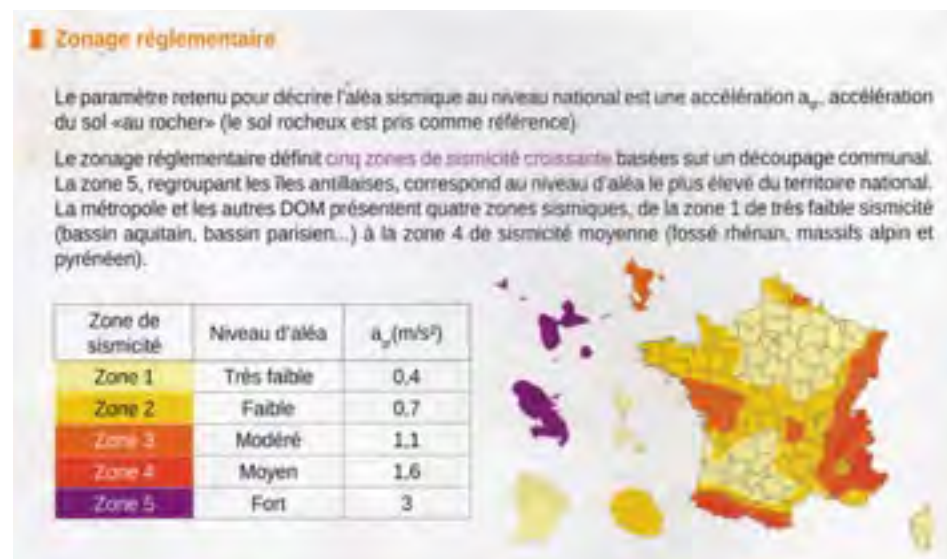 Zonage réglementaire
Le paramètre retenu pour décrire l'aléa sismique au niveau national est une accélération a_gr, accélération
du sol «au rocher» (le sol rocheux est pris comme référence)
Le zonage réglementaire définit cinq zones de sismicité croissante basées sur un découpage communal.
La zone 5, regroupant les îles antillaises, correspond au niveau d'aléa le plus élevé du territoire national.
La métropole et les autres DOM présentent quatre zones sismiques, de la zone 1 de très faible sismicité
(bassin aquitain, bassin parisien...) à la zone 4 de sismicité moyenne (fossé rhénan, massifs alpin et
pyrénéen).
Zone de sismicité Niveau d'aléa a_gr(m/s²)
Zone 1 Très faible 0,4
Zone 2 Faible 0,7
Zone 3 Modéré 1,1
Zone 4 Moyen 1,6
Zone 5 Fort 3